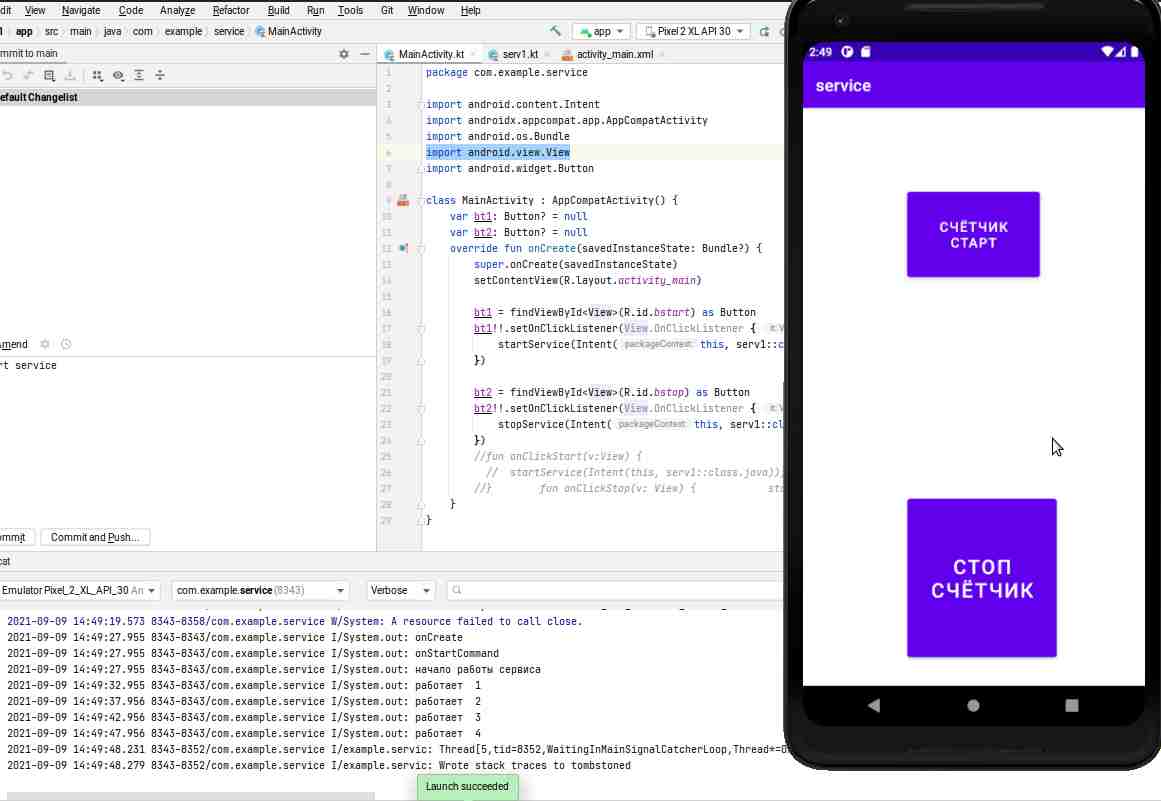 dit View Navigate Code Analyze Refactor Build Run Tools Git Window Help
app src main java com example service MainActivity
app Pixel 2 XL API 30
mmit to main
MainActivity.kt serv1.kt activity_main.xml
efault Changelist
1 package com.example.service
2
3 import android.content.Intent
4 import androidx.appcompat.app.AppCompatActivity
5 import android.os.Bundle
6 import android.view.View
7 import android.widget.Button
8
9 class MainActivity : AppCompatActivity() {
10 var bt1: Button? = null
11 var bt2: Button? = null
12 override fun onCreate(savedInstanceState: Bundle?) {
13 super.onCreate(savedInstanceState)
14 setContentView(R.layout.activity_main)
15
16 bt1 = findViewById<View>(R.id.bstart) as Button
17 bt1!!.setOnClickListener(View.OnClickListener { it: V
18 startService(Intent( packageContext: this, serv1::c
19 })
20
21 bt2 = findViewById<View>(R.id.bstop) as Button
22 bt2!!.setOnClickListener(View.OnClickListener { it: V
23 stopService(Intent( packageContext: this, serv1::cl
24 })
25 //fun onClickStart(v:View) {
26 // startService(Intent(this, serv1::class.java));
27 //} fun onClickStop(v: View) { sto
28 }
29 }
Amend
rt service
ommit Commit and Push...
cat
Emulator Pixel_2_XL_API_30 An com.example.service (8343) Verbose
2021-09-09 14:49:19.573 8343-8358/com.example.service W/System: A resource failed to call close.
2021-09-09 14:49:27.955 8343-8343/com.example.service I/System.out: onCreate
2021-09-09 14:49:27.955 8343-8343/com.example.service I/System.out: onStartCommand
2021-09-09 14:49:27.955 8343-8343/com.example.service I/System.out: начало работы сервиса
2021-09-09 14:49:32.955 8343-8343/com.example.service I/System.out: работает 1
2021-09-09 14:49:37.956 8343-8343/com.example.service I/System.out: работает 2
2021-09-09 14:49:42.956 8343-8343/com.example.service I/System.out: работает 3
2021-09-09 14:49:47.956 8343-8343/com.example.service I/System.out: работает 4
2021-09-09 14:49:48.231 8343-8352/com.example.service I/example.servic: Thread[5,tid=8352,WaitingInMainSignalCatcherLoop,Thread*=0
2021-09-09 14:49:48.279 8343-8352/com.example.service I/example.servic: Wrote stack traces to tombstoned
Launch succeeded
2:49
service
СЧЁТЧИК
СТАРТ
СТОП
СЧЁТЧИК